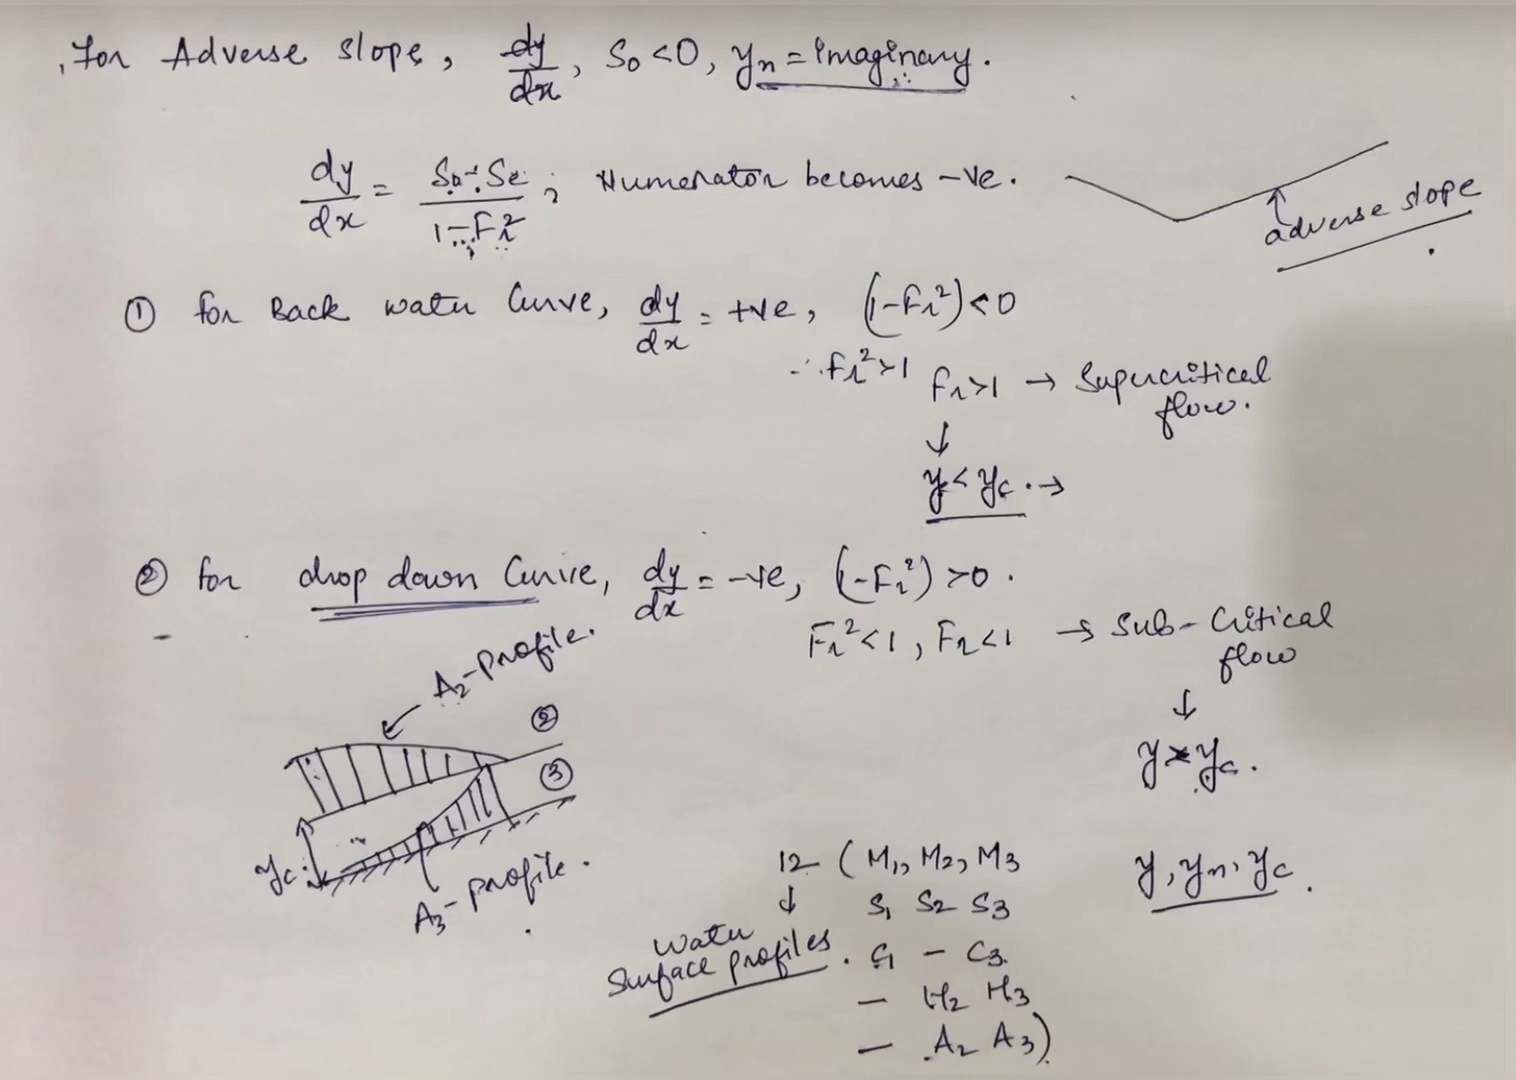 For Adverse slope, dy/dx, S₀ <0, yₙ = imaginary.
dy/dx = (S₀ - Se)/(1-Fr²) ; Numerator becomes -ve.
adverse slope
① for Back water Curve, dy/dx = +ve, (1-Fr²) < 0
∴ Fr² > 1 Fr > 1 → Supercritical
flow.
↓
y < yc . →
② for drop down Curve, dy/dx = -ve, (1-Fr²) > 0 .
Fr² < 1 , Fr < 1 → Sub-Critical
flow
↓
A₂-profile.
②
③
yc .
yc
A₃-profile .
12 ( M₁, M₂, M₃
↓ S₁ S₂ S₃
water
surface profiles . C₁ – C₃
– H₂ H₃
– A₂ A₃)
y, yₙ, yc .